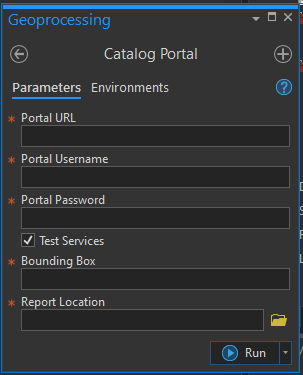 Geoprocessing
Catalog Portal
Parameters Environments
* Portal URL
* Portal Username
* Portal Password
Test Services
* Bounding Box
* Report Location
Run